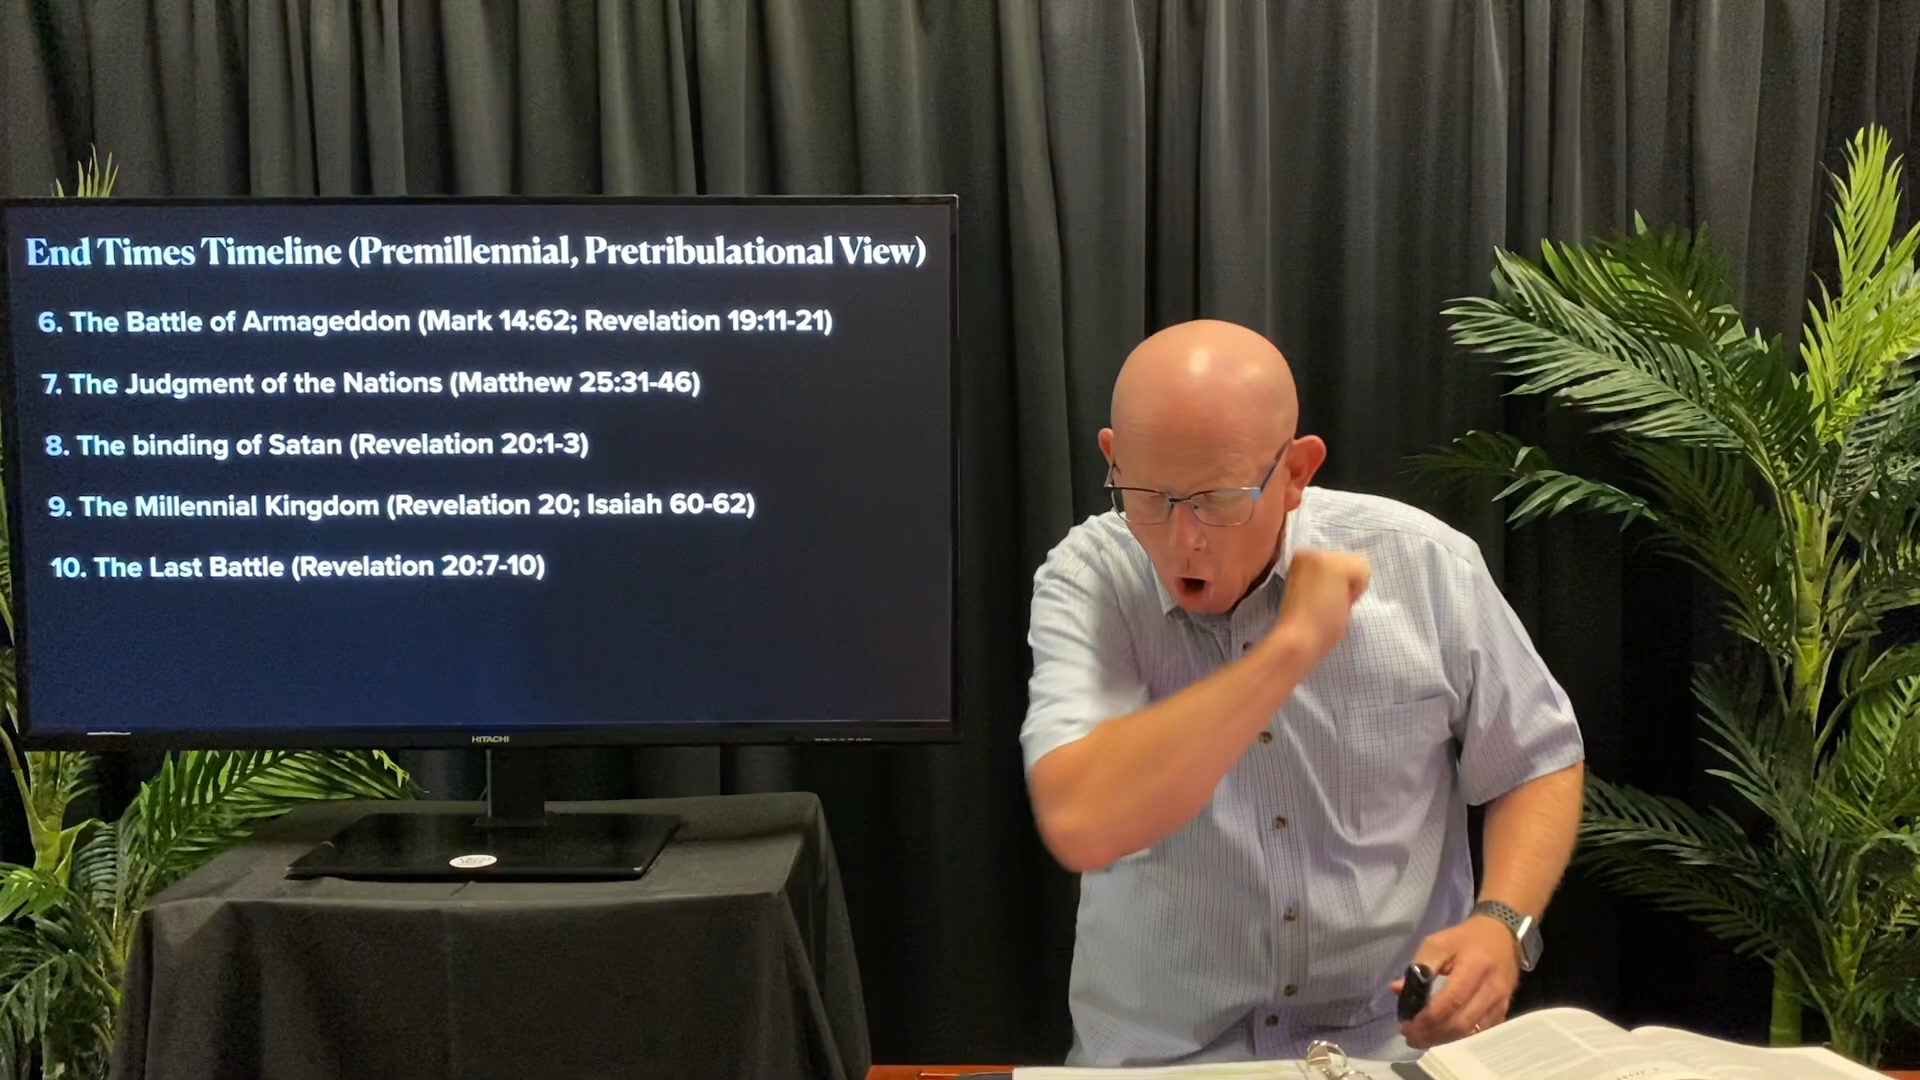 End Times Timeline (Premillennial, Pretribulational View)
6. The Battle of Armageddon (Mark 14:62; Revelation 19:11-21)
7. The Judgment of the Nations (Matthew 25:31-46)
8. The binding of Satan (Revelation 20:1-3)
9. The Millennial Kingdom (Revelation 20; Isaiah 60-62)
10. The Last Battle (Revelation 20:7-10)
HITACHI